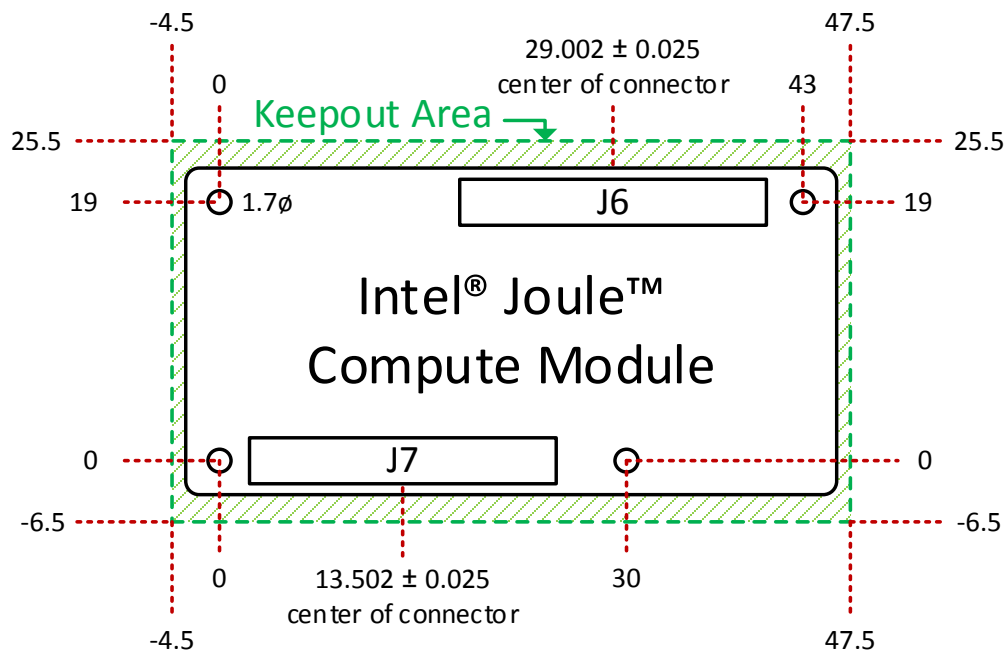 -4.5
47.5
29.002 ± 0.025
center of connector
0
43
Keepout Area
25.5
25.5
19
1.7ø
J6
19
Intel® Joule™
Compute Module
0
J7
0
-6.5
-6.5
0
13.502 ± 0.025
center of connector
30
-4.5
47.5